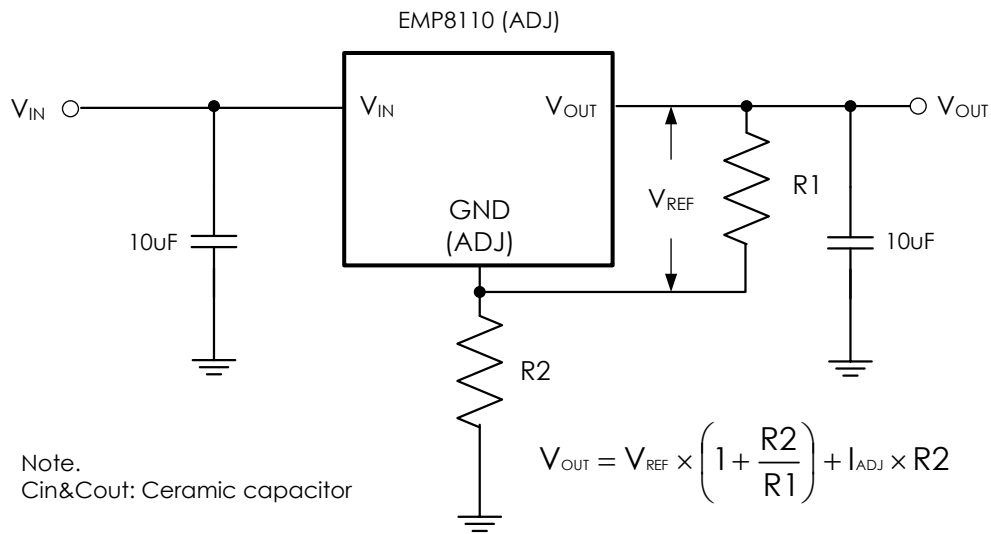 EMP8110 (ADJ)
VIN
VIN
VOUT
VOUT
VREF
R1
GND
(ADJ)
10uF
10uF
R2
VOUT = VREF × (1 + R2/R1) + IADJ × R2
Note.
Cin&Cout: Ceramic capacitor